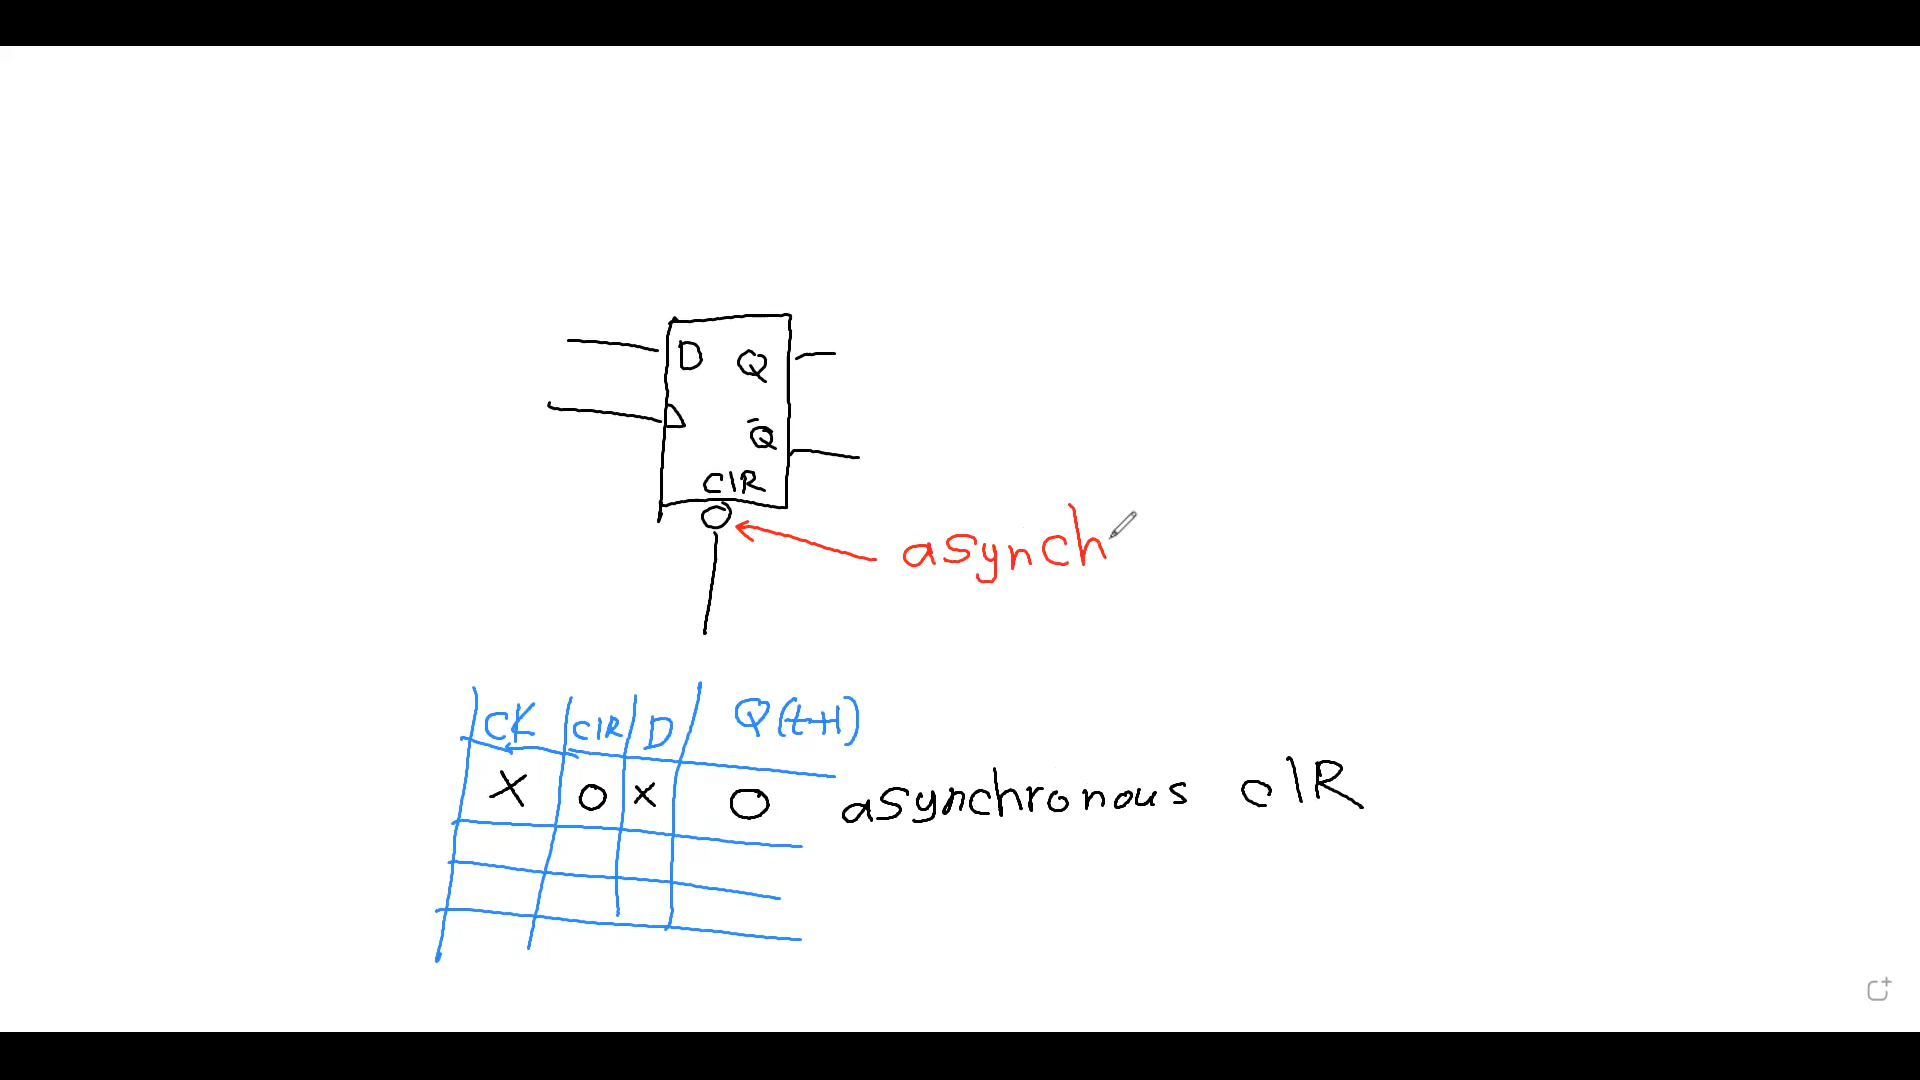 D Q
Q̄
ClR
asynch
CK ClR D Q(t+1)
X 0 X 0 asynchronous clR